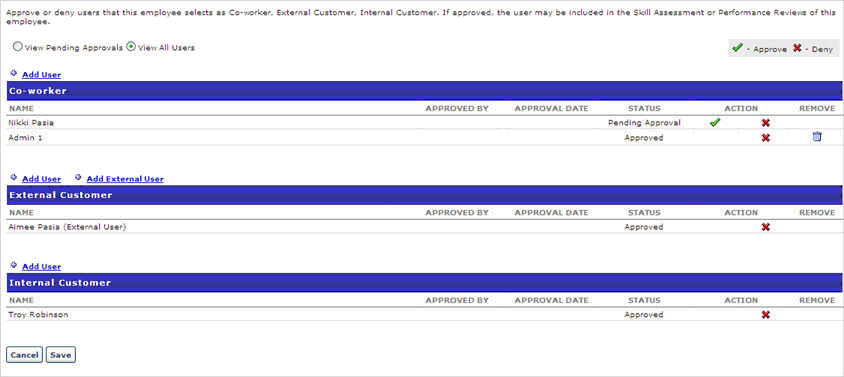 Approve or deny users that this employee selects as Co-worker, External Customer, Internal Customer. If approved, the user may be included in the Skill Assessment or Performance Reviews of this
employee.
View Pending Approvals View All Users - Approve - Deny
Add User
Co-worker
NAME APPROVED BY APPROVAL DATE STATUS ACTION REMOVE
Nikki Pasia Pending Approval
Admin 1 Approved
Add User Add External User
External Customer
NAME APPROVED BY APPROVAL DATE STATUS ACTION REMOVE
Aimee Pasia (External User) Approved
Add User
Internal Customer
NAME APPROVED BY APPROVAL DATE STATUS ACTION REMOVE
Troy Robinson Approved
Cancel Save